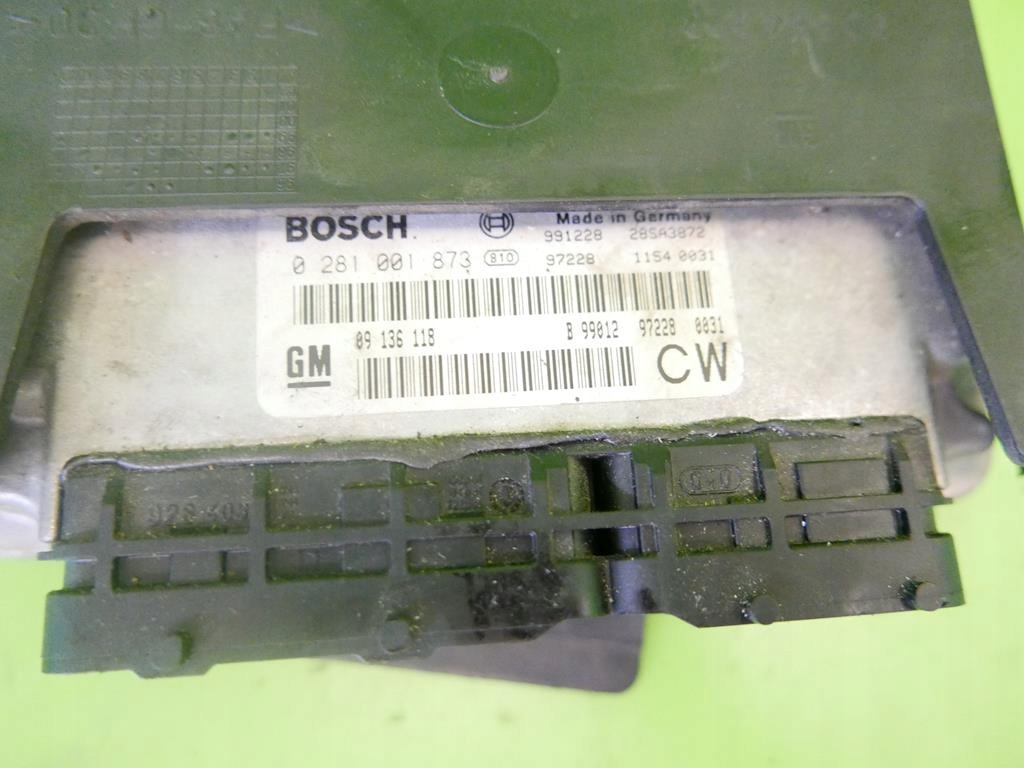 BOSCH Made in Germany
991228 28SA3872
0 281 001 873 810 97228 1154 0031
09 136 118 B 99012 97228 0031
GM CW